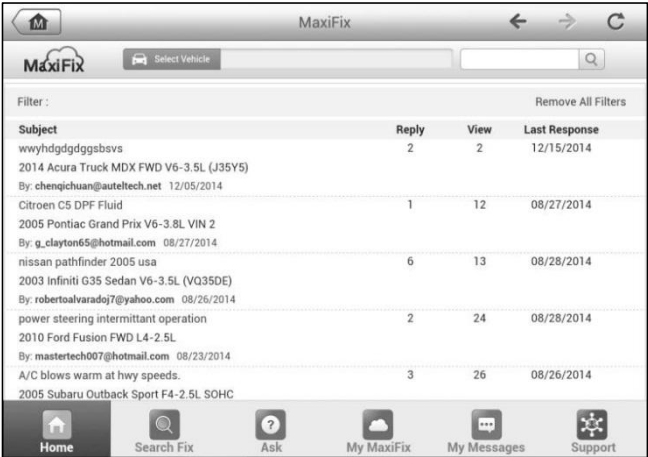 M
MaxiFix
MaxiFix
Select Vehicle
Filter :
Remove All Filters
Subject Reply View Last Response
wwyhdgdgdggsbsvs 2 2 12/15/2014
2014 Acura Truck MDX FWD V6-3.5L (J35Y5)
By: chenqichuan@auteltech.net 12/05/2014
Citroen C5 DPF Fluid 1 12 08/27/2014
2005 Pontiac Grand Prix V6-3.8L VIN 2
By: g_clayton65@hotmail.com 08/27/2014
nissan pathfinder 2005 usa 6 13 08/28/2014
2003 Infiniti G35 Sedan V6-3.5L (VQ35DE)
By: robertoalvaradoj7@yahoo.com 08/26/2014
power steering intermittant operation 2 24 08/28/2014
2010 Ford Fusion FWD L4-2.5L
By: mastertech007@hotmail.com 08/23/2014
A/C blows warm at hwy speeds. 3 26 08/26/2014
2005 Subaru Outback Sport F4-2.5L SOHC
Home Search Fix Ask My MaxiFix My Messages Support